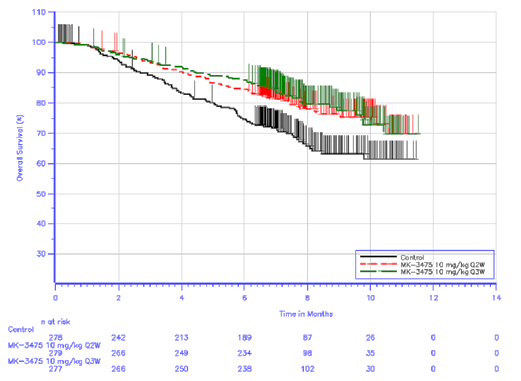 110
100
90
80
70
60
50
40
30
Overall Survival (%)
0 2 4 6 8 10 12 14
Time in Months
Control
MK-3475 10 mg/kg Q2W
MK-3475 10 mg/kg Q3W
n at risk
Control
278 242 213 189 87 26 0 0
MK-3475 10 mg/kg Q2W
279 266 249 234 98 35 0 0
MK-3475 10 mg/kg Q3W
277 266 250 238 102 30 0 0